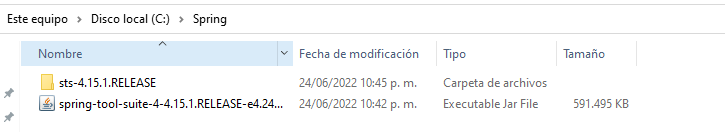 Este equipo > Disco local (C:) > Spring
Nombre Fecha de modificación Tipo Tamaño
sts-4.15.1.RELEASE 24/06/2022 10:45 p. m. Carpeta de archivos
spring-tool-suite-4-4.15.1.RELEASE-e4.24... 24/06/2022 10:42 p. m. Executable Jar File 591.495 KB